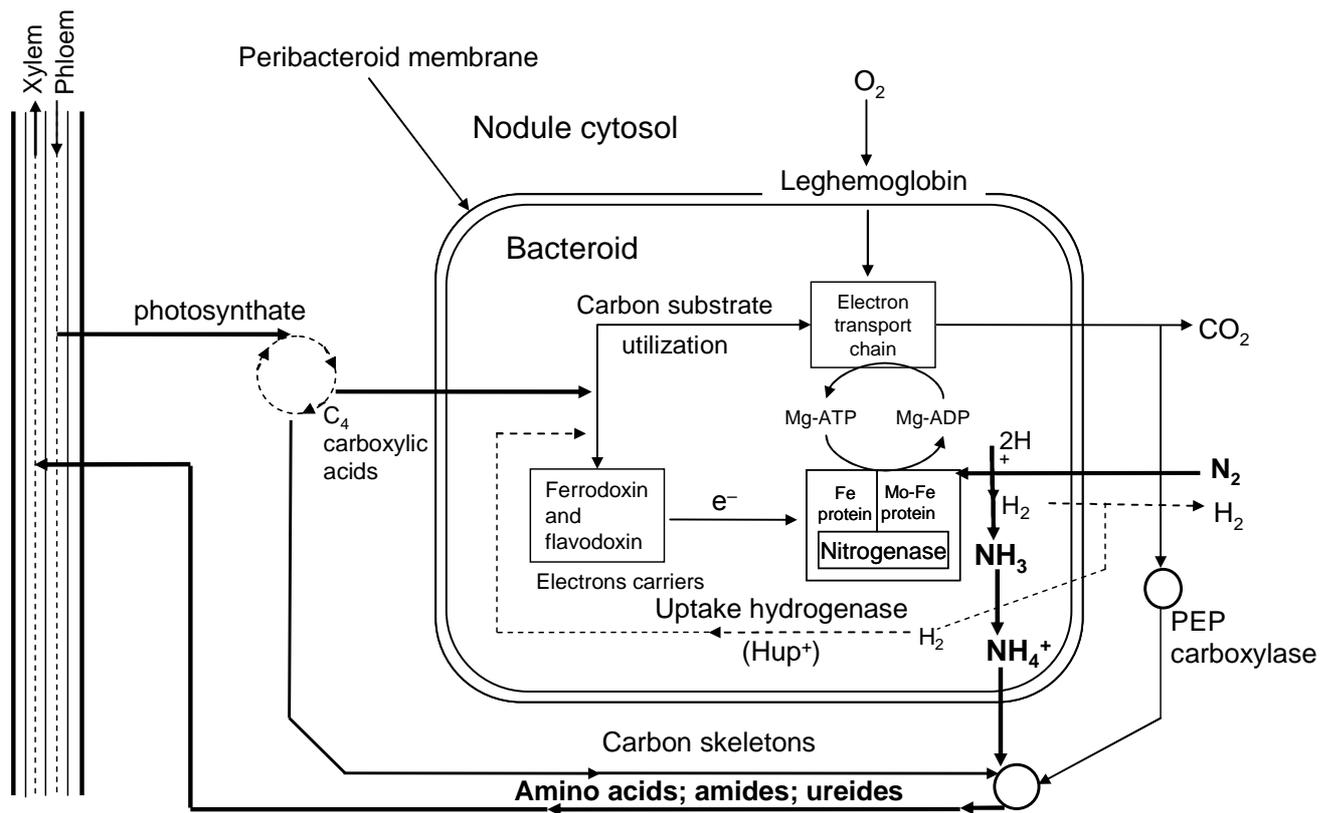 Xylem
Phloem
Peribacteroid membrane
Nodule cytosol
O₂
Leghemoglobin
Bacteroid
photosynthate
Carbon substrate
utilization
Electron
transport
chain
CO₂
C₄
carboxylic
acids
Mg-ATP
Mg-ADP
2H
+
N₂
Ferrodoxin
and
flavodoxin
e⁻
Fe
protein
Mo-Fe
protein
Nitrogenase
H₂
H₂
NH₃
Electrons carriers
Uptake hydrogenase
(Hup⁺)
H₂
NH₄⁺
PEP
carboxylase
Carbon skeletons
Amino acids; amides; ureides